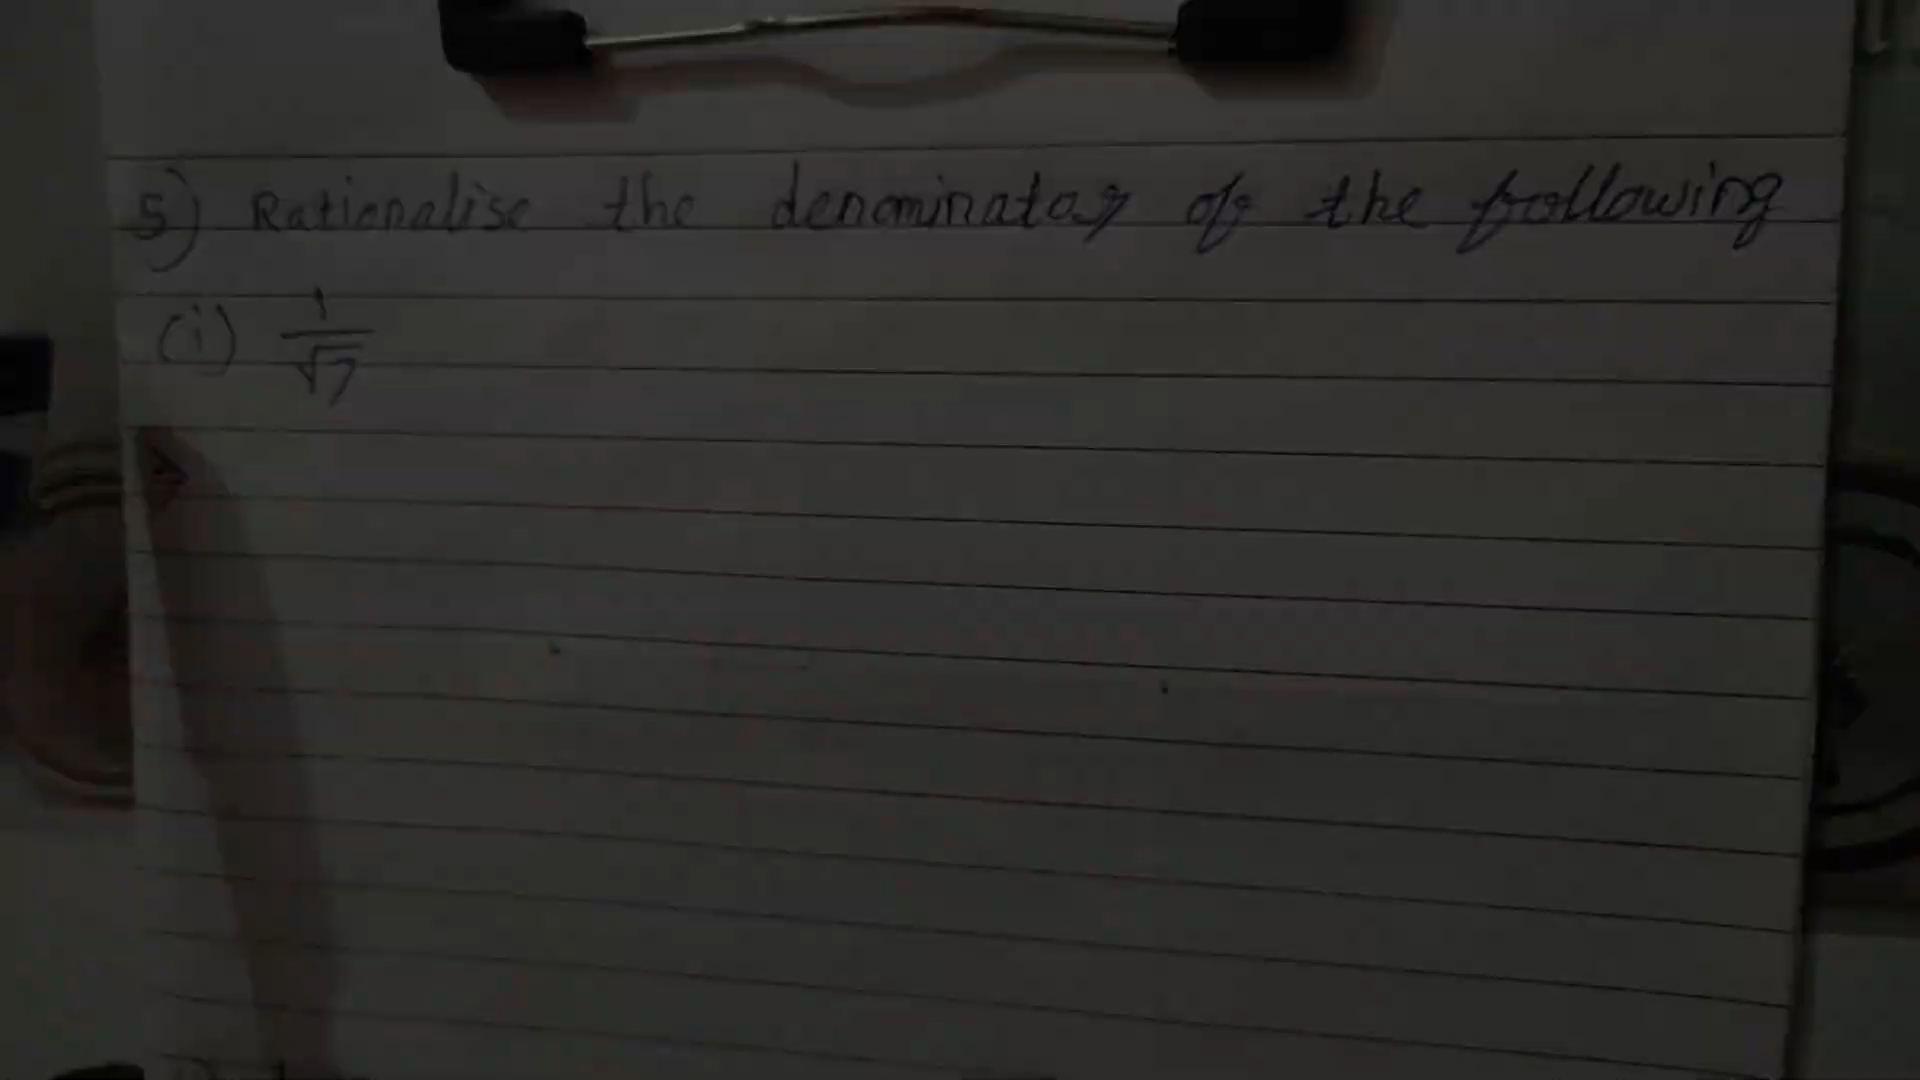 5) Rationalise the denominator of the following
(i) 1/√7